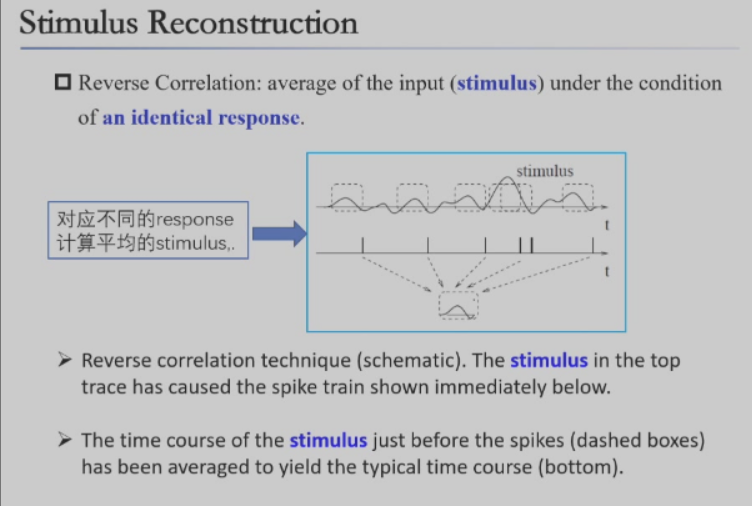 Stimulus Reconstruction
Reverse Correlation: average of the input (stimulus) under the condition
of an identical response.
对应不同的response
计算平均的stimulus,.
stimulus
t
t
➤ Reverse correlation technique (schematic). The stimulus in the top
trace has caused the spike train shown immediately below.
➤ The time course of the stimulus just before the spikes (dashed boxes)
has been averaged to yield the typical time course (bottom).